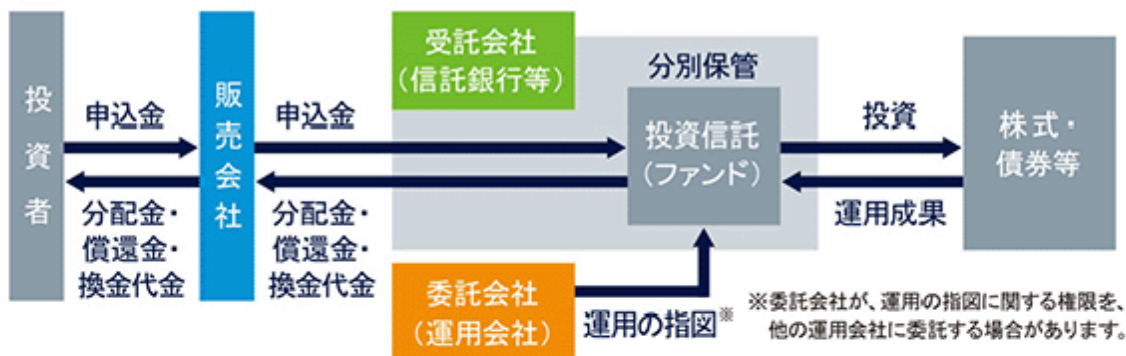 投資者
申込金
分配金・
償還金・
換金代金
販売会社
申込金
分配金・
償還金・
換金代金
受託会社
（信託銀行等）
分別保管
投資信託
（ファンド）
委託会社
（運用会社）
運用の指図※
投資
運用成果
株式・
債券等
※委託会社が、運用の指図に関する権限を、
他の運用会社に委託する場合があります。